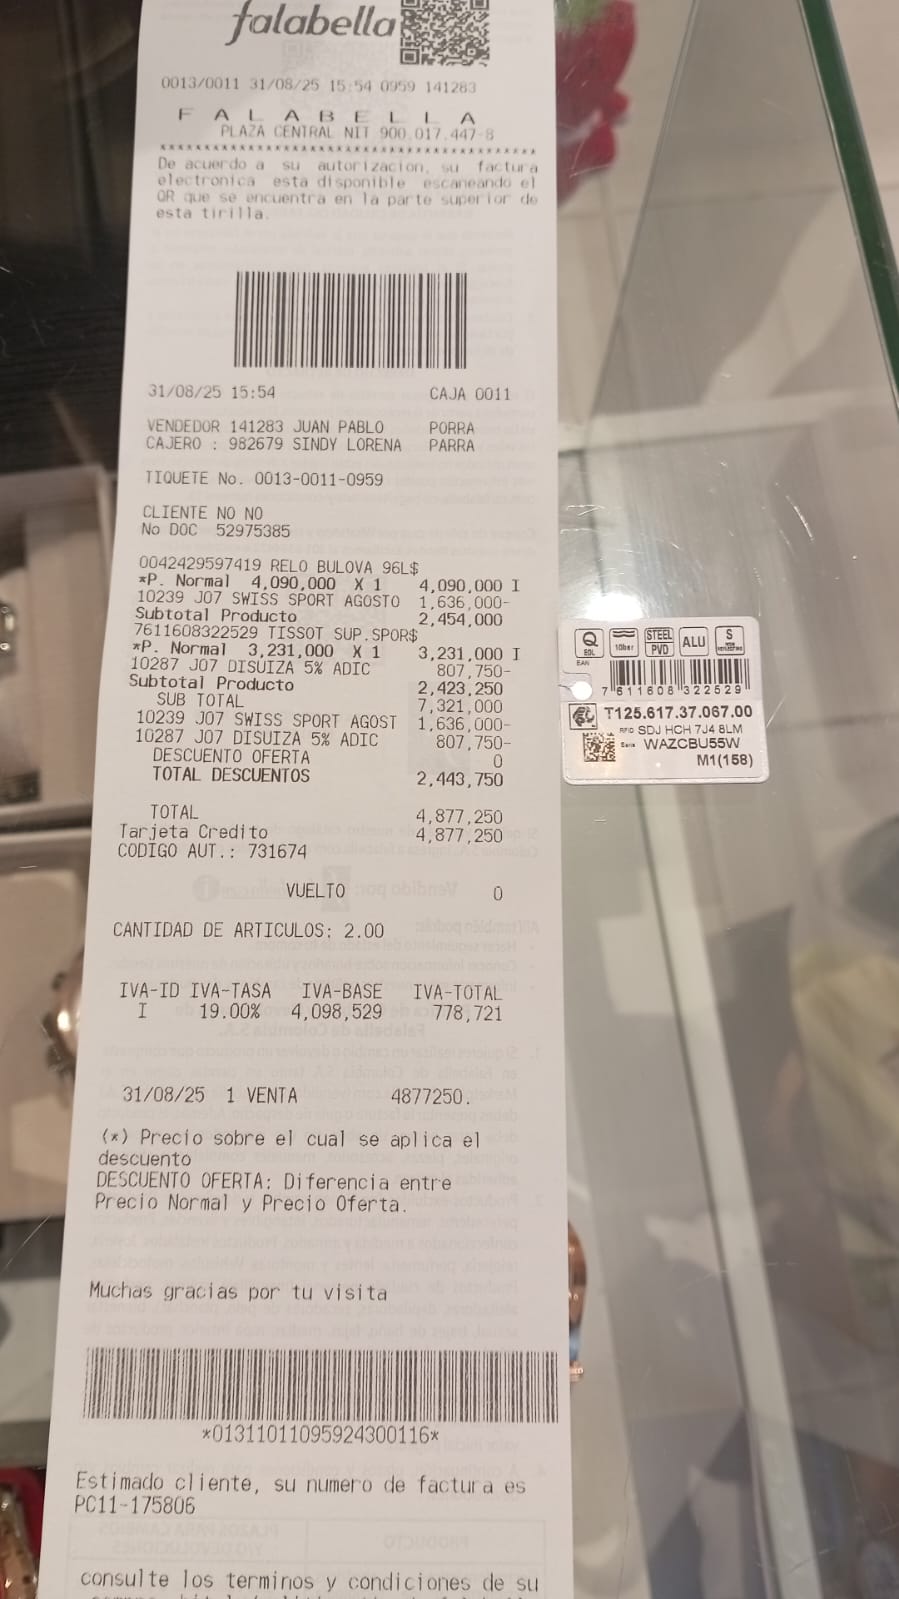 falabella
0013/0011 31/08/25 15:54 0959 141283
F A L A B E L L A
PLAZA CENTRAL NIT 900.017.447-8
****************************************
De acuerdo a su autorizacion, su factura
electronica esta disponible escaneando el
QR que se encuentra en la parte superior de
esta tirilla.
31/08/25 15:54 CAJA 0011
VENDEDOR 141283 JUAN PABLO PORRA
CAJERO : 982679 SINDY LORENA PARRA
TIQUETE No. 0013-0011-0959
CLIENTE NO NO
No DOC 52975385
0042429597419 RELO BULOVA 96L$
*P. Normal 4,090,000 X 1 4,090,000 I
10239 J07 SWISS SPORT AGOSTO 1,636,000-
Subtotal Producto 2,454,000
7611608322529 TISSOT SUP.SPOR$
*P. Normal 3,231,000 X 1 3,231,000 I
10287 J07 DISUIZA 5% ADIC 807,750-
Subtotal Producto 2,423,250
SUB TOTAL 7,321,000
10239 J07 SWISS SPORT AGOST 1,636,000-
10287 J07 DISUIZA 5% ADIC 807,750-
DESCUENTO OFERTA 0
TOTAL DESCUENTOS 2,443,750
TOTAL 4,877,250
Tarjeta Credito 4,877,250
CODIGO AUT.: 731674
VUELTO 0
CANTIDAD DE ARTICULOS: 2.00
IVA-ID IVA-TASA IVA-BASE IVA-TOTAL
I 19.00% 4,098,529 778,721
31/08/25 1 VENTA 4877250.
(*) Precio sobre el cual se aplica el
descuento
DESCUENTO OFERTA: Diferencia entre
Precio Normal y Precio Oferta.
Muchas gracias por tu visita
*01311011095924300116*
Estimado cliente, su numero de factura es
PC11-175806
consulte los terminos y condiciones de su
Q EOL 10bar STEEL PVD ALU S
EAN
7 611608 322529
T125.617.37.067.00
RFID SDJ HCH 7J4 8LM
WAZCBU55W
M1(158)